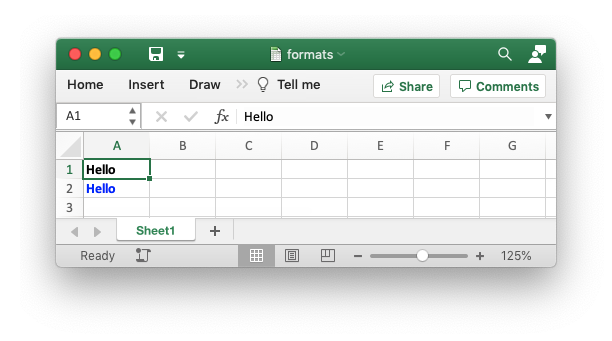 formats
Home Insert Draw Tell me Share Comments
A1 fx Hello
A B C D E F G
1 Hello
2 Hello
3
Sheet1
Ready 125%